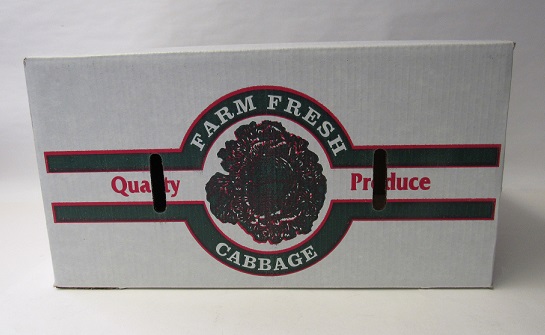 FARM FRESH
Quality Produce
CABBAGE